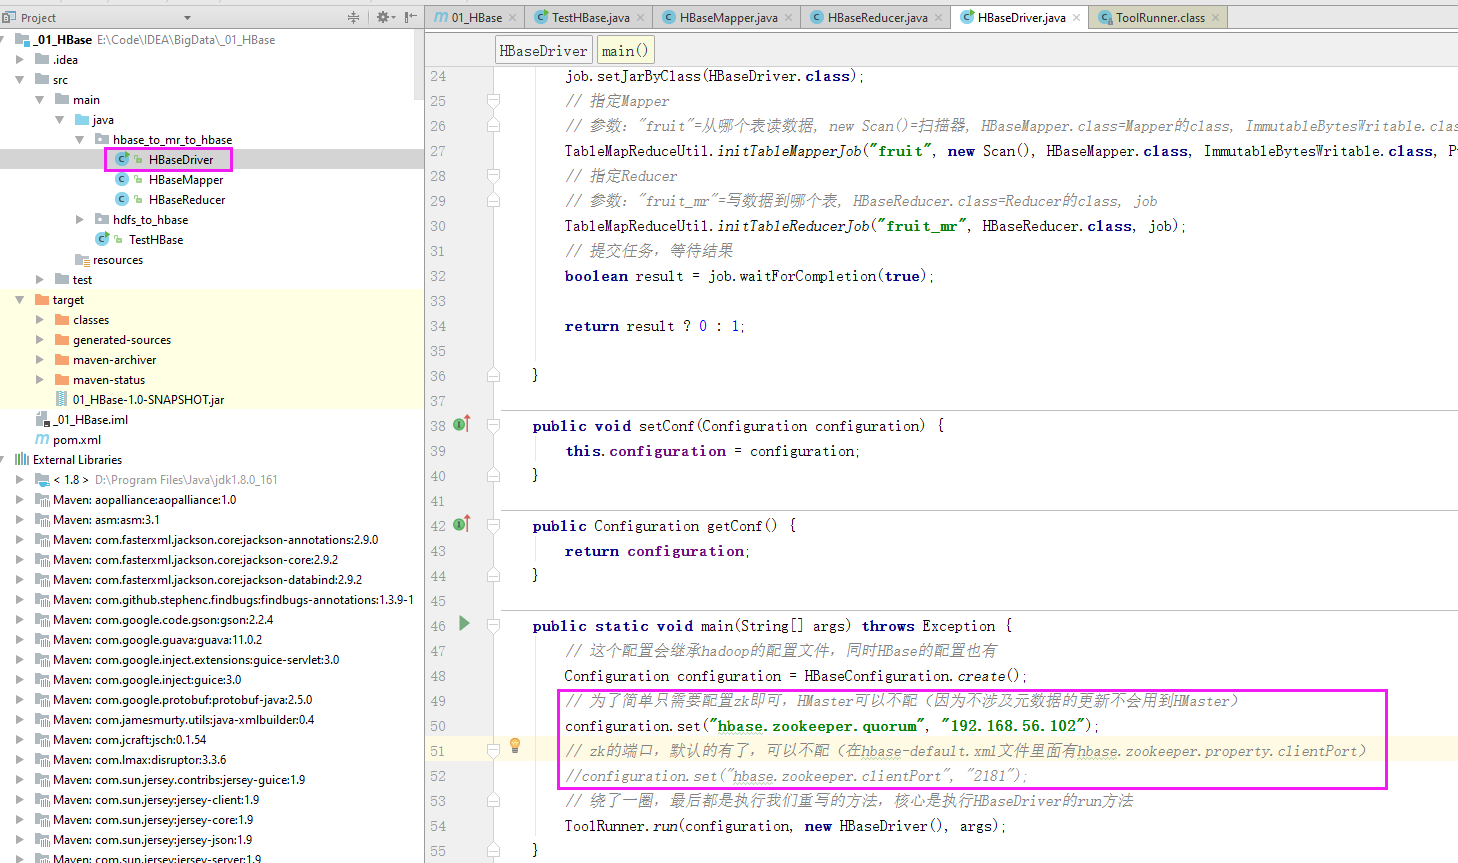 Project
_01_HBase E:\Code\IDEA\BigData\_01_HBase
.idea
src
main
java
hbase_to_mr_to_hbase
HBaseDriver
HBaseMapper
HBaseReducer
hdfs_to_hbase
TestHBase
resources
test
target
classes
generated-sources
maven-archiver
maven-status
01_HBase-1.0-SNAPSHOT.jar
_01_HBase.iml
pom.xml
External Libraries
< 1.8 > D:\Program Files\Java\jdk1.8.0_161
Maven: aopalliance:aopalliance:1.0
Maven: asm:asm:3.1
Maven: com.fasterxml.jackson.core:jackson-annotations:2.9.0
Maven: com.fasterxml.jackson.core:jackson-core:2.9.2
Maven: com.fasterxml.jackson.core:jackson-databind:2.9.2
Maven: com.github.stephenc.findbugs:findbugs-annotations:1.3.9-1
Maven: com.google.code.gson:gson:2.2.4
Maven: com.google.guava:guava:11.0.2
Maven: com.google.inject.extensions:guice-servlet:3.0
Maven: com.google.inject:guice:3.0
Maven: com.google.protobuf:protobuf-java:2.5.0
Maven: com.jamesmurty.utils:java-xmlbuilder:0.4
Maven: com.jcraft:jsch:0.1.54
Maven: com.lmax:disruptor:3.3.6
Maven: com.sun.jersey.contribs:jersey-guice:1.9
Maven: com.sun.jersey:jersey-client:1.9
Maven: com.sun.jersey:jersey-core:1.9
Maven: com.sun.jersey:jersey-json:1.9
Maven: com.sun.jersey:jersey-server:1.9
m 01_HBase TestHBase.java HBaseMapper.java HBaseReducer.java HBaseDriver.java ToolRunner.class
HBaseDriver main()
24 job.setJarByClass(HBaseDriver.class);
25 // 指定Mapper
26 // 参数: "fruit"=从哪个表读数据, new Scan()=扫描器, HBaseMapper.class=Mapper的class, ImmutableBytesWritable.clas
27 TableMapReduceUtil.initTableMapperJob("fruit", new Scan(), HBaseMapper.class, ImmutableBytesWritable.class, P
28 // 指定Reducer
29 // 参数: "fruit_mr"=写数据到哪个表, HBaseReducer.class=Reducer的class, job
30 TableMapReduceUtil.initTableReducerJob("fruit_mr", HBaseReducer.class, job);
31 // 提交任务, 等待结果
32 boolean result = job.waitForCompletion(true);
33
34 return result ? 0 : 1;
35
36 }
37
38 public void setConf(Configuration configuration) {
39 this.configuration = configuration;
40 }
41
42 public Configuration getConf() {
43 return configuration;
44 }
45
46 public static void main(String[] args) throws Exception {
47 // 这个配置会继承hadoop的配置文件, 同时HBase的配置也有
48 Configuration configuration = HBaseConfiguration.create();
49 // 为了简单只需要配置zk即可, HMaster可以不配（因为不涉及元数据的更新不会用到HMaster）
50 configuration.set("hbase.zookeeper.quorum", "192.168.56.102");
51 // zk的端口, 默认的有了, 可以不配（在hbase-default.xml文件里面有hbase.zookeeper.property.clientPort）
52 //configuration.set("hbase.zookeeper.clientPort", "2181");
53 // 绕了一圈, 最后都是执行我们重写的方法, 核心是执行HBaseDriver的run方法
54 ToolRunner.run(configuration, new HBaseDriver(), args);
55 }